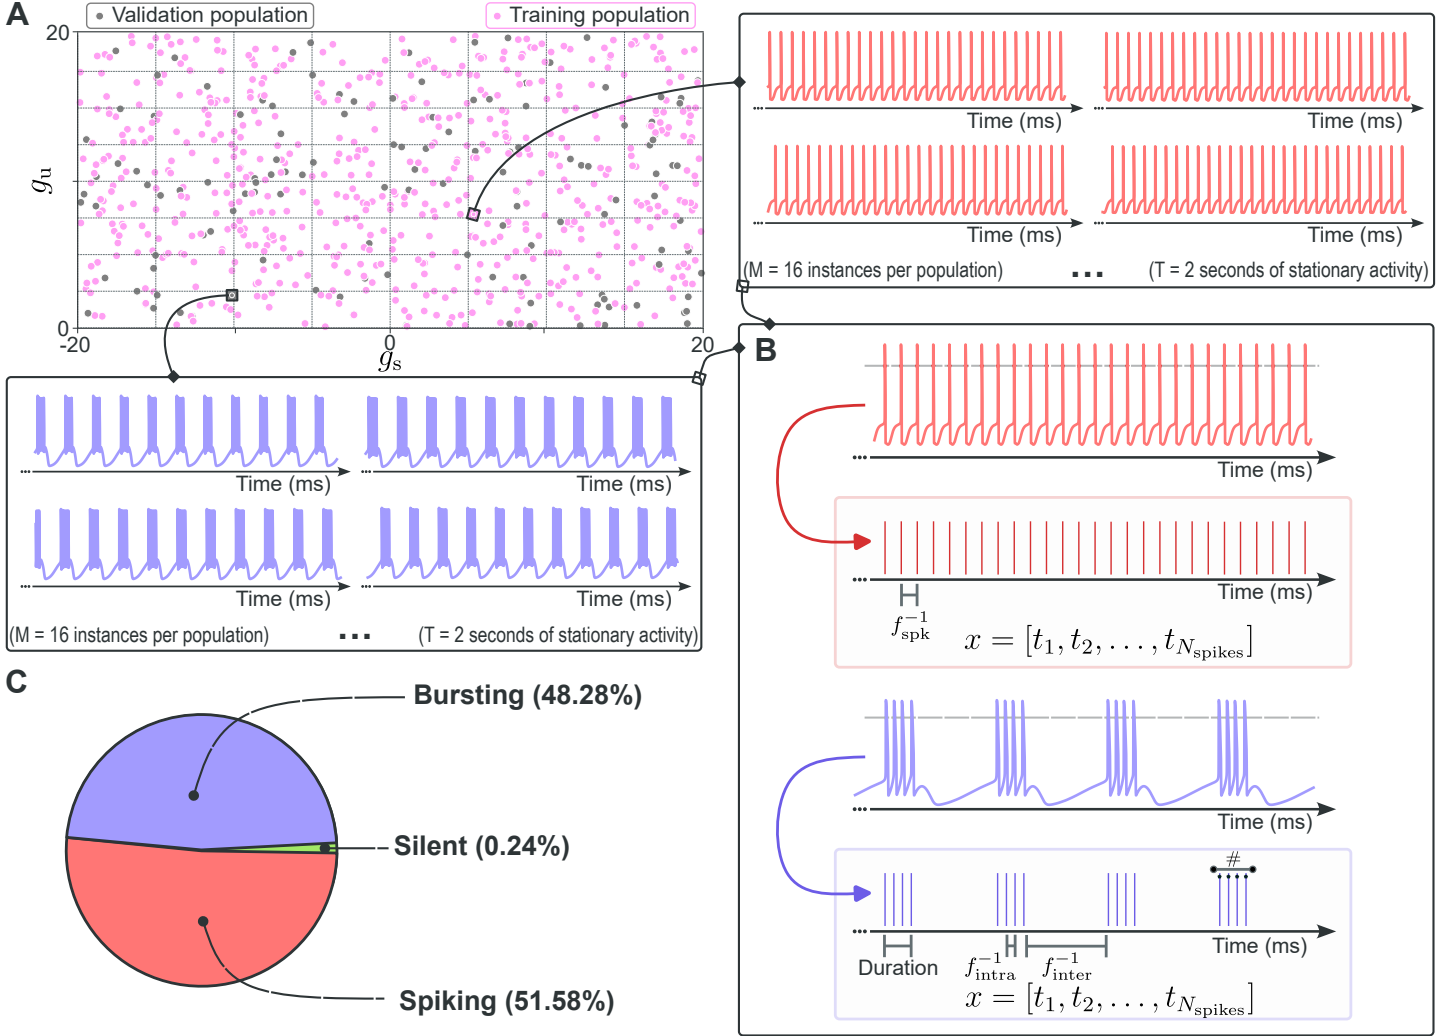 A
Validation population
Training population
20
g_u
0
-20
0
20
g_s
... Time (ms)
... Time (ms)
... Time (ms)
... Time (ms)
(M = 16 instances per population) ... (T = 2 seconds of stationary activity)
... Time (ms)
... Time (ms)
... Time (ms)
... Time (ms)
(M = 16 instances per population) ... (T = 2 seconds of stationary activity)
B
... Time (ms)
... Time (ms)
f_spk^-1
x = [t_1, t_2, . . . , t_N_spikes]
... Time (ms)
#
... Time (ms)
Duration
f_intra^-1
f_inter^-1
x = [t_1, t_2, . . . , t_N_spikes]
C
Bursting (48.28%)
Silent (0.24%)
Spiking (51.58%)